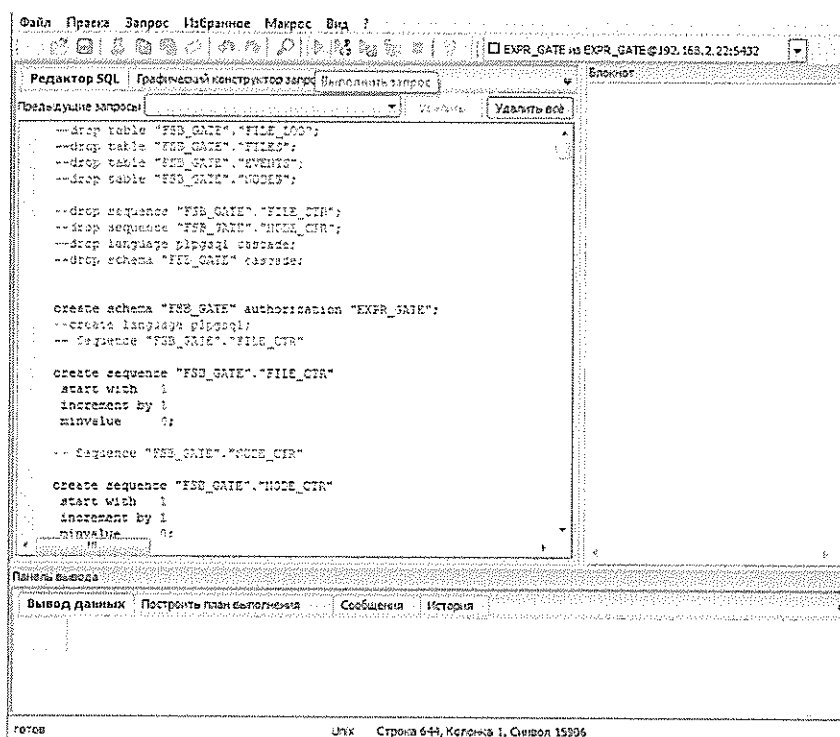 Файл Правка Запрос Избранное Макрос Вид ?
EXPR_GATE на EXPR_GATE@192.168.2.22:5432
Редактор SQL Графический конструктор запр Выполнить запрос
Блокнот
Предыдущие запросы Удалить Удалить всё
--drop table "FSB_GATE"."FILE_LOG";
--drop table "FSB_GATE"."FILES";
--drop table "FSB_GATE"."EVENTS";
--drop table "FSB_GATE"."NODES";
--drop sequence "FSB_GATE"."FILE_CTR";
--drop sequence "FSB_GATE"."NODE_CTR";
--drop language plpgsql cascade;
--drop schema "FSB_GATE" cascade;
create schema "FSB_GATE" authorization "EXPR_GATE";
--create language plpgsql;
-- Sequence "FSB_GATE"."FILE_CTR"
create sequence "FSB_GATE"."FILE_CTR"
start with 1
increment by 1
minvalue 0;
-- Sequence "FSB_GATE"."NODE_CTR"
create sequence "FSB_GATE"."NODE_CTR"
start with 1
increment by 1
minvalue 0;
Панель вывода
Вывод данных Построить план выполнения Сообщения История
готов Unix Строка 644, Колонка 1, Символ 15806